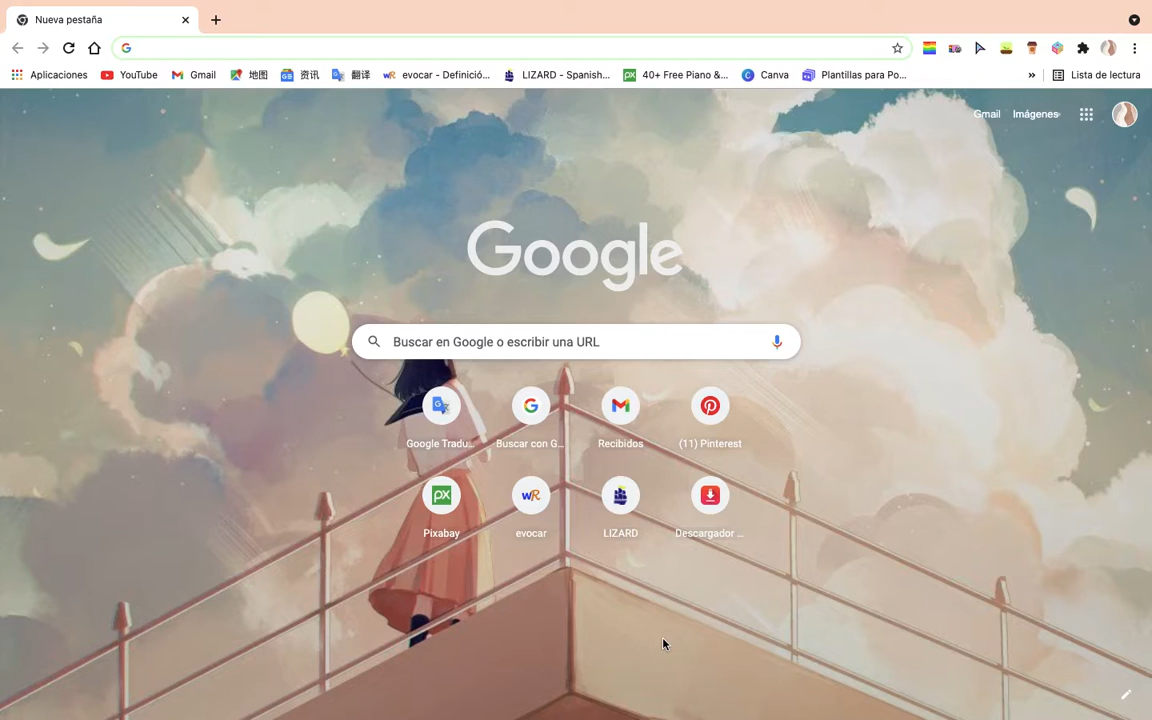 Nueva pestaña
Aplicaciones YouTube Gmail 地图 资讯 翻译 evocar - Definició... LIZARD - Spanish... 40+ Free Piano &... Canva Plantillas para Po... » Lista de lectura
Gmail Imágenes
Google
Buscar en Google o escribir una URL
Google Tradu... Buscar con G... Recibidos (11) Pinterest
PX wR
Pixabay evocar LIZARD Descargador ...